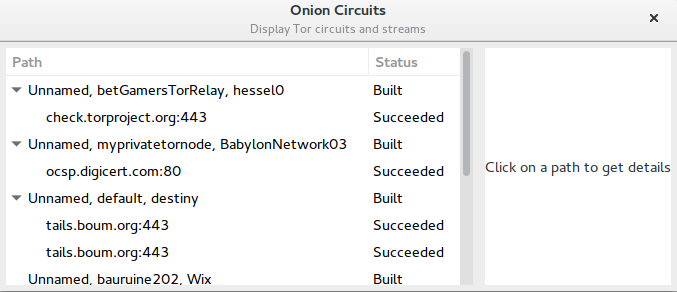 Onion Circuits
Display Tor circuits and streams
Path Status
Unnamed, betGamersTorRelay, hessel0 Built
check.torproject.org:443 Succeeded
Unnamed, myprivatetornode, BabylonNetwork03 Built
ocsp.digicert.com:80 Succeeded
Unnamed, default, destiny Built
tails.boum.org:443 Succeeded
tails.boum.org:443 Succeeded
Unnamed, bauruine202, Wix Built
Click on a path to get details